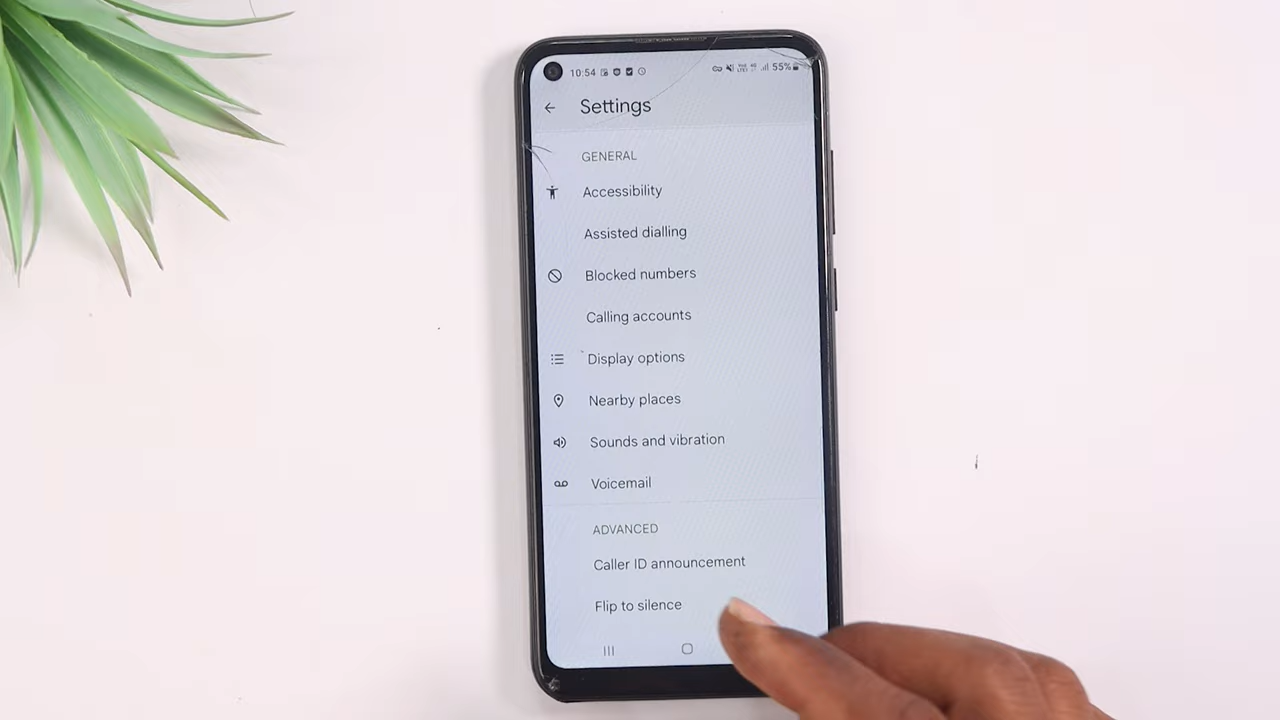 10:54 55%
Settings
GENERAL
Accessibility
Assisted dialling
Blocked numbers
Calling accounts
Display options
Nearby places
Sounds and vibration
Voicemail
ADVANCED
Caller ID announcement
Flip to silence